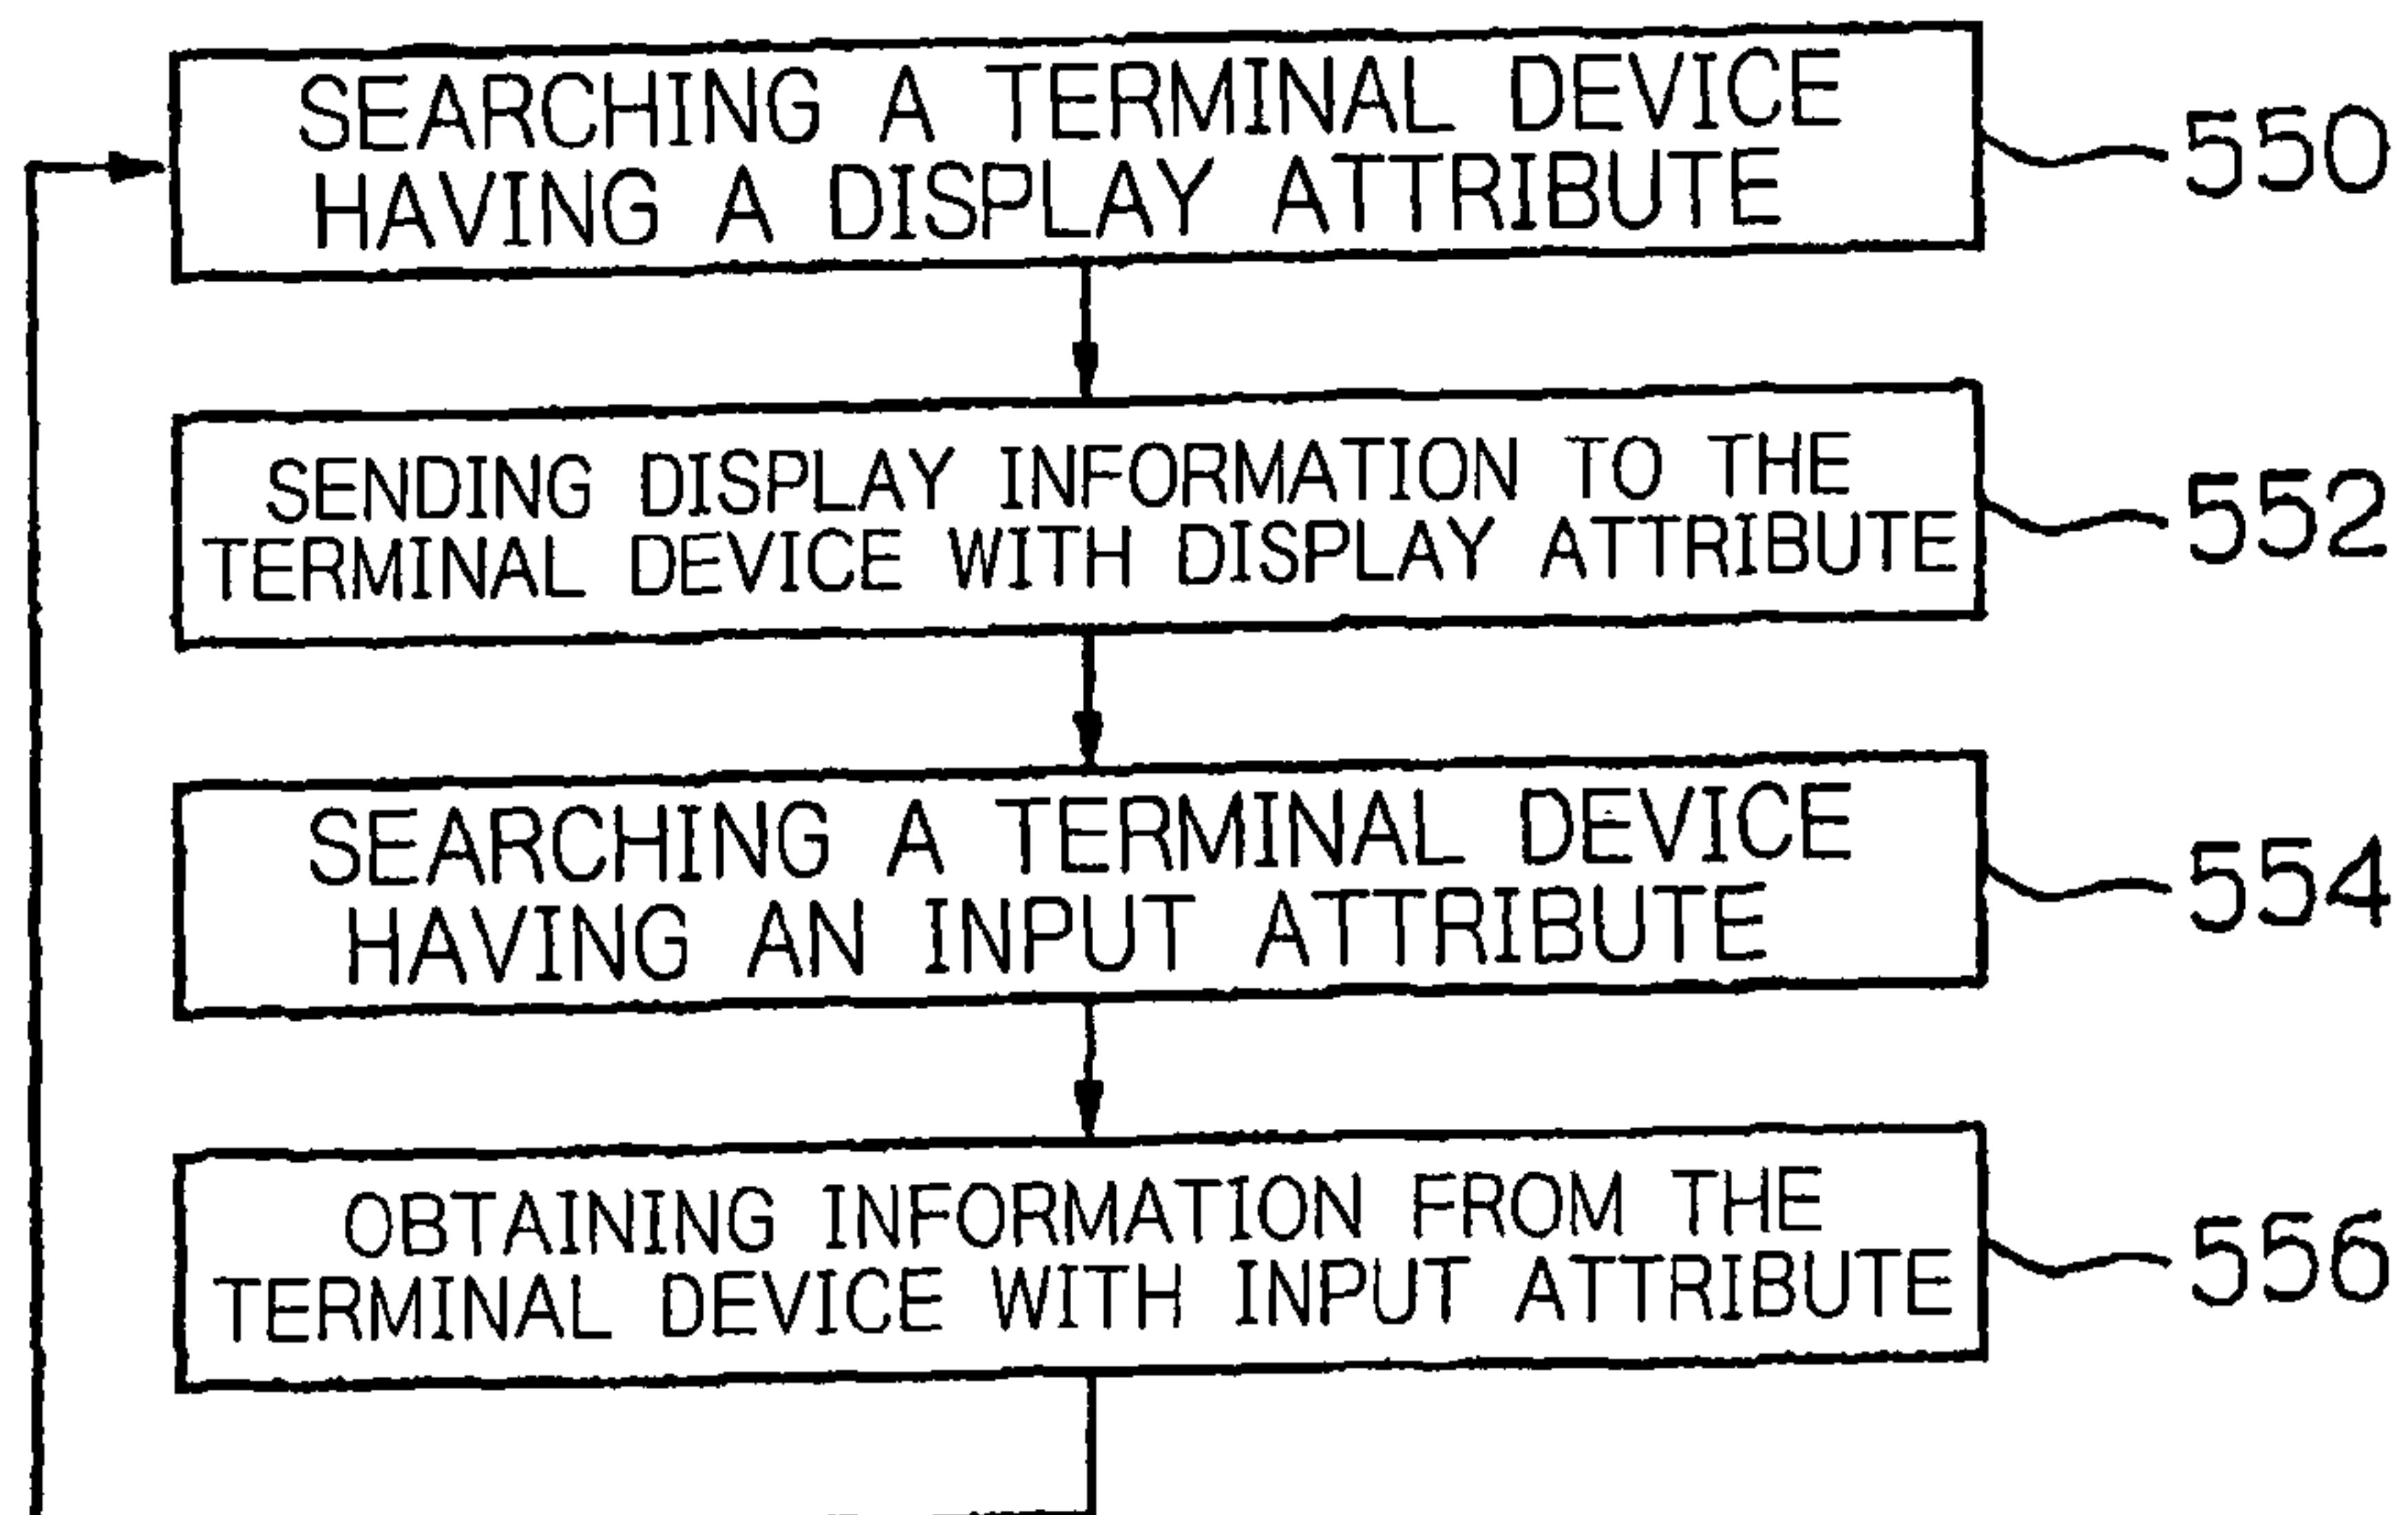 SEARCHING A TERMINAL DEVICE
HAVING A DISPLAY ATTRIBUTE
550
SENDING DISPLAY INFORMATION TO THE
TERMINAL DEVICE WITH DISPLAY ATTRIBUTE
552
SEARCHING A TERMINAL DEVICE
HAVING AN INPUT ATTRIBUTE
554
OBTAINING INFORMATION FROM THE
TERMINAL DEVICE WITH INPUT ATTRIBUTE
556